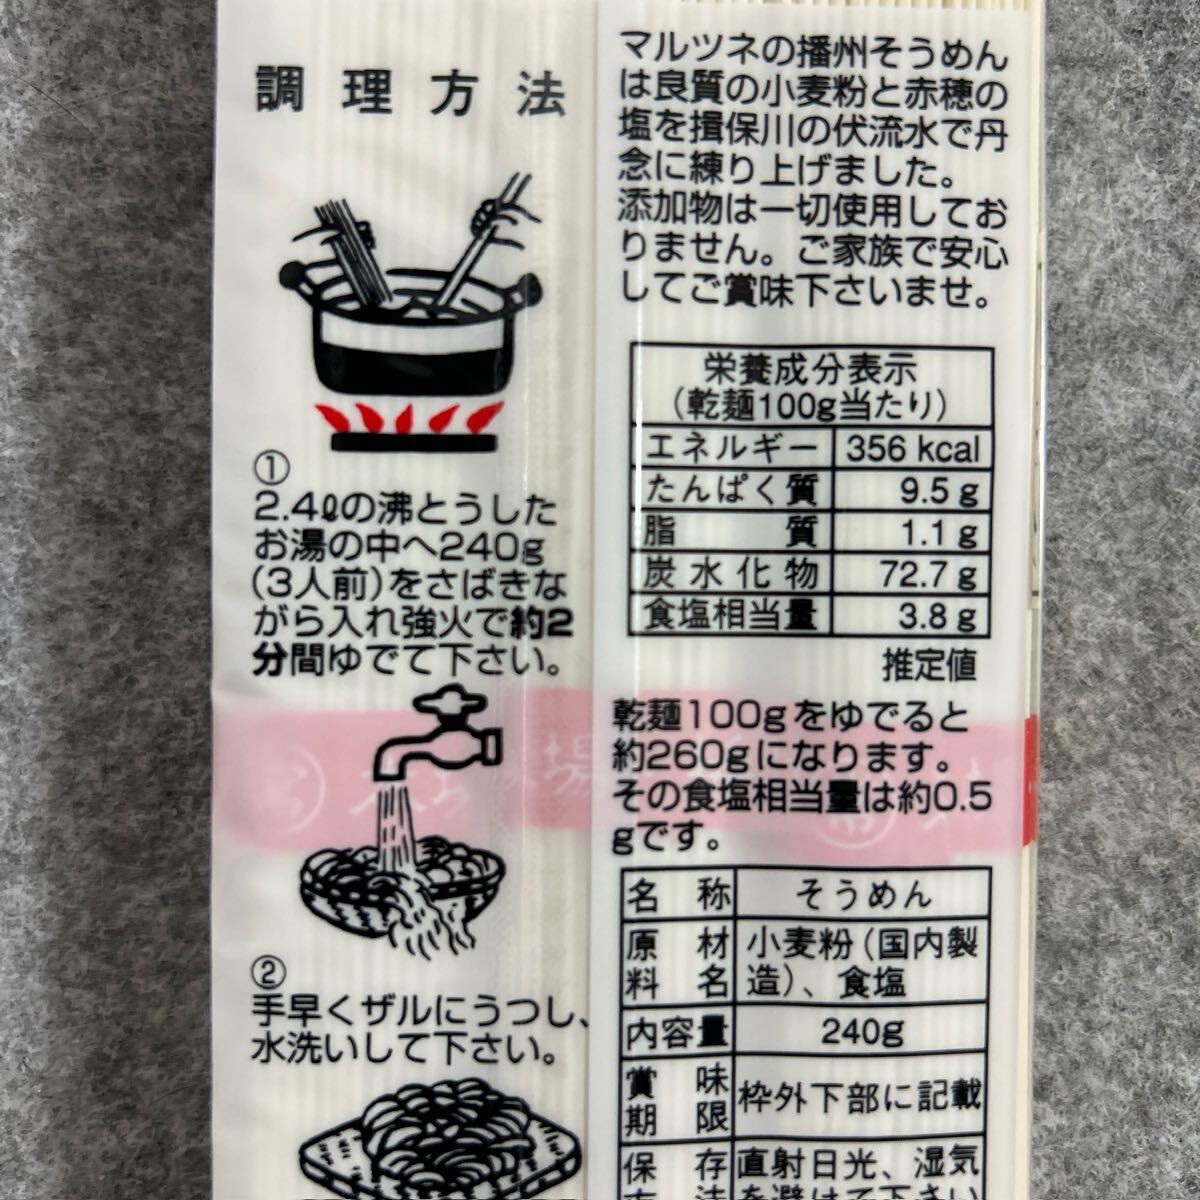 調理方法
①
2.4ℓの沸とうした
お湯の中へ240g
(3人前)をさばきな
がら入れ強火で約2
分間ゆでて下さい。
②
手早くザルにうつし、
水洗いして下さい。
マルツネの播州そうめん
は良質の小麦粉と赤穂の
塩を揖保川の伏流水で丹
念に練り上げました。
添加物は一切使用してお
りません。ご家族で安心
してご賞味下さいませ。
栄養成分表示
(乾麺100g当たり)
エネルギー 356 kcal
たんぱく質 9.5 g
脂質 1.1 g
炭水化物 72.7 g
食塩相当量 3.8 g
推定値
乾麺100gをゆでると
約260gになります。
その食塩相当量は約0.5
gです。
名称 そうめん
原材 小麦粉(国内製
料名 造)、食塩
内容量 240g
賞味
期限 枠外下部に記載
保存 直射日光、湿気